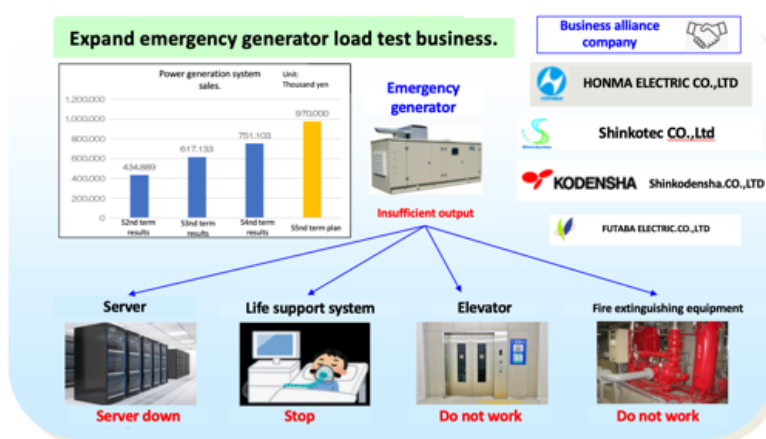 Expand emergency generator load test business.
Business alliance
company
Power generation system
sales.
Unit;
Thousand yen
1,200,000
1,000,000
800,000
600,000
400,000
200,000
0
434,889
617,133
751,103
970,000
52nd term
results
53nd term
results
54nd term
results
55nd term plan
Emergency
generator
Insufficient output
HONMA
HONMA ELECTRIC CO.,LTD
Shinkotec CO.,Ltd
KODENSHA Shinkodensha.CO.,LTD
FUTABA ELECTRIC.CO.,LTD
Server
Life support system
Elevator
Fire extinguishing equipment
Server down
Stop
Do not work
Do not work